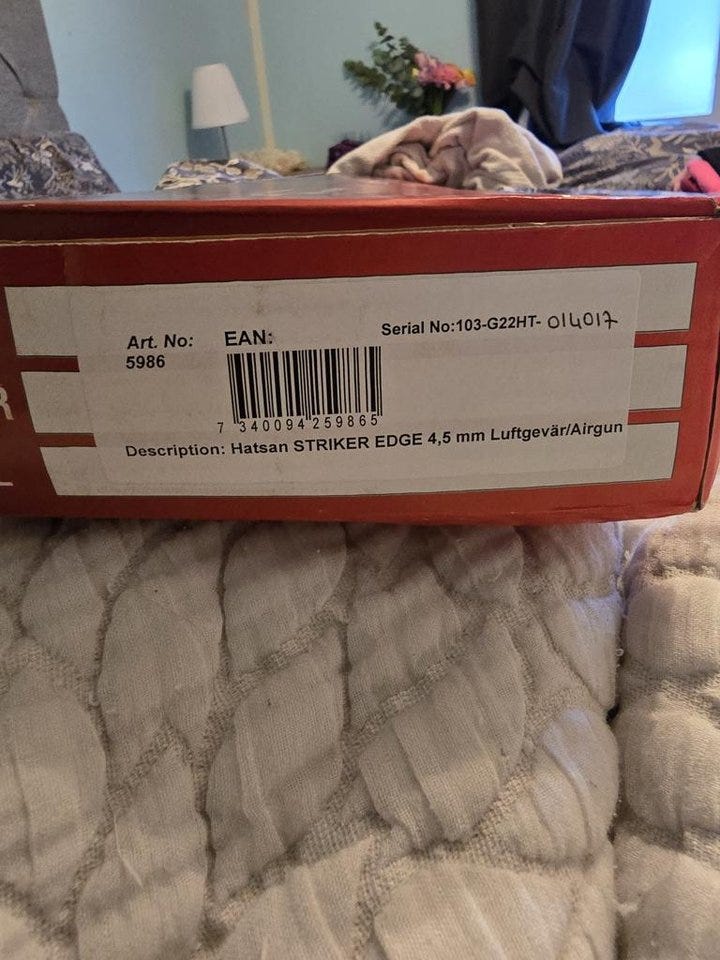 Art. No: EAN: Serial No:103-G22HT- 014017
5986
7 340094 259865
Description: Hatsan STRIKER EDGE 4,5 mm Luftgevär/Airgun